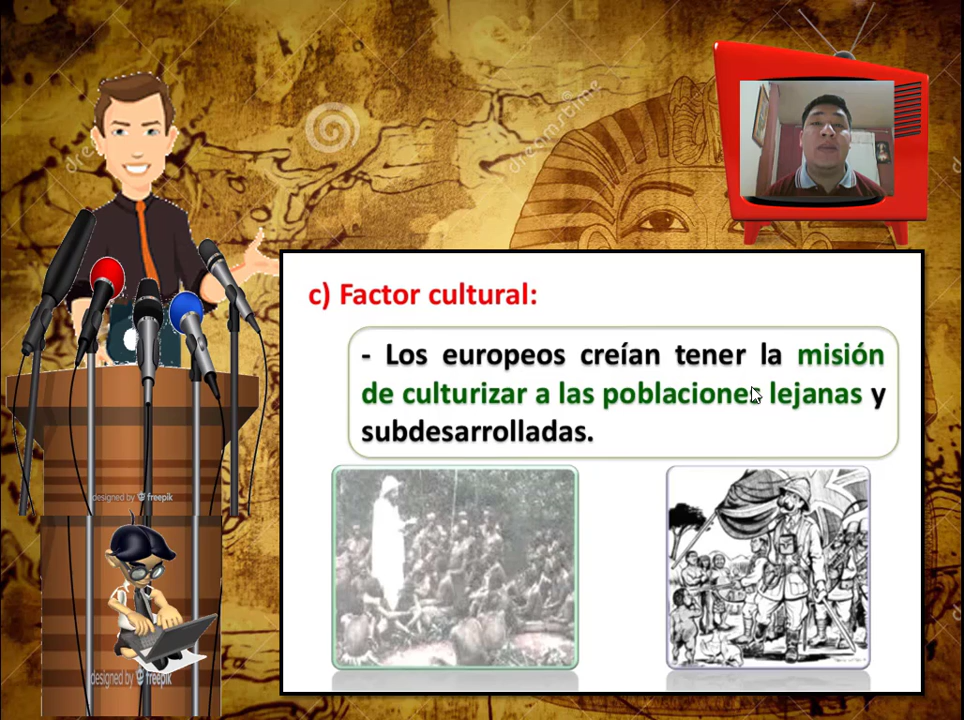 dreamstime
c) Factor cultural:
- Los europeos creían tener la misión
de culturizar a las poblaciones lejanas y
subdesarrolladas.
designed by freepik
designed by freepik